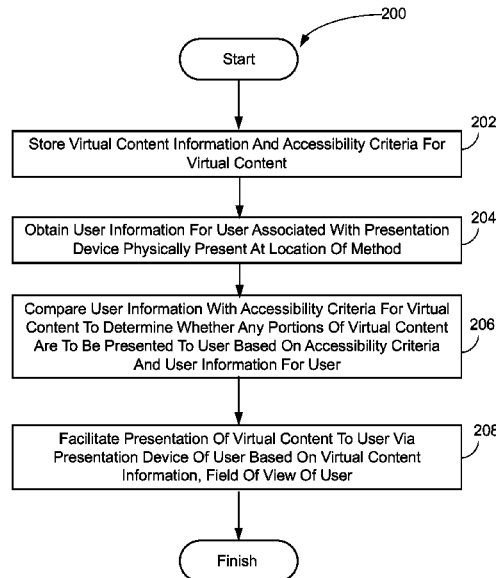 200
Start
202
Store Virtual Content Information And Accessibility Criteria For
Virtual Content
204
Obtain User Information For User Associated With Presentation
Device Physically Present At Location Of Method
Compare User Information With Accessibility Criteria For Virtual
Content To Determine Whether Any Portions Of Virtual Content
Are To Be Presented To User Based On Accessibility Criteria
And User Information For User
206
208
Facilitate Presentation Of Virtual Content To User Via
Presentation Device Of User Based On Virtual Content
Information, Field Of View Of User
Finish